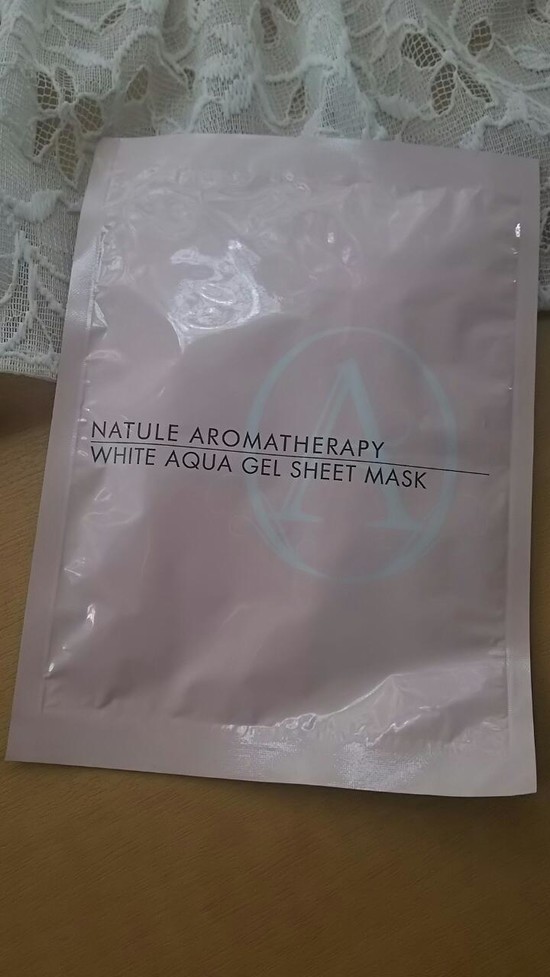 NATULE AROMATHERAPY
WHITE AQUA GEL SHEET MASK
A